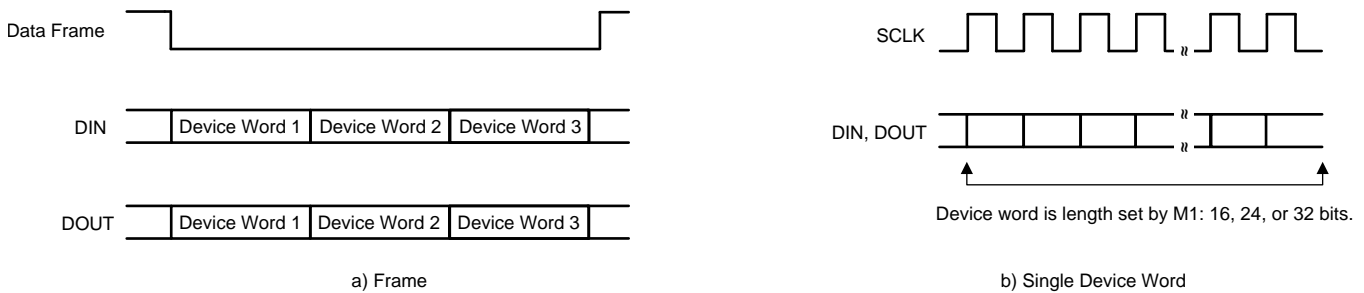 Data Frame
DIN
Device Word 1 Device Word 2 Device Word 3
DOUT
Device Word 1 Device Word 2 Device Word 3
a) Frame
SCLK
DIN, DOUT
Device word is length set by M1: 16, 24, or 32 bits.
b) Single Device Word